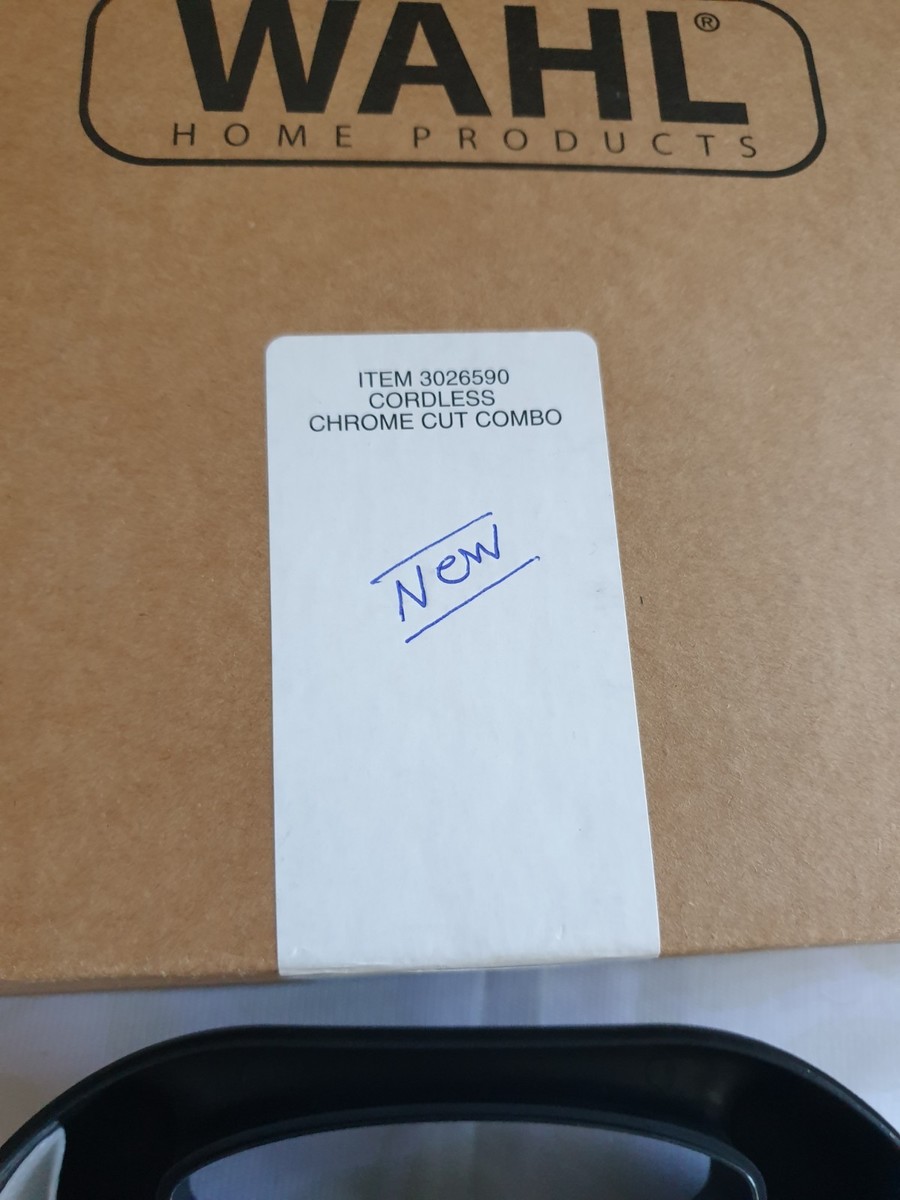 WAHL®
HOME PRODUCTS
ITEM 3026590
CORDLESS
CHROME CUT COMBO
New